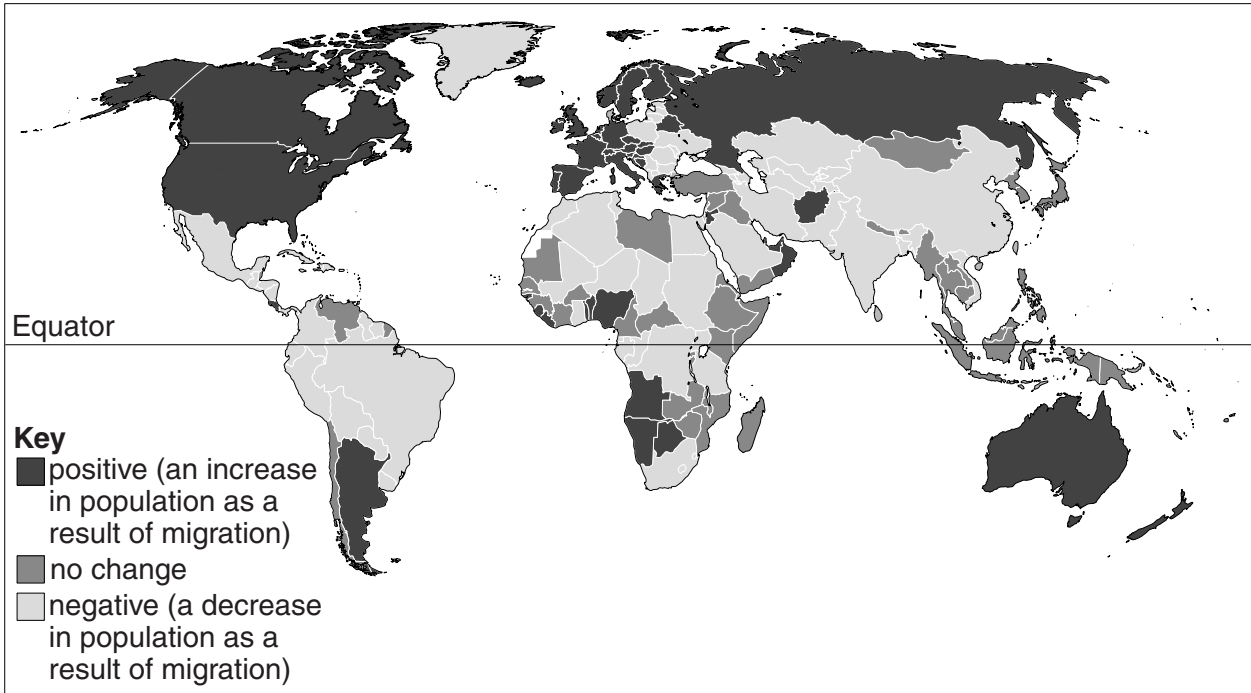 Equator
Key
positive (an increase
in population as a
result of migration)
no change
negative (a decrease
in population as a
result of migration)